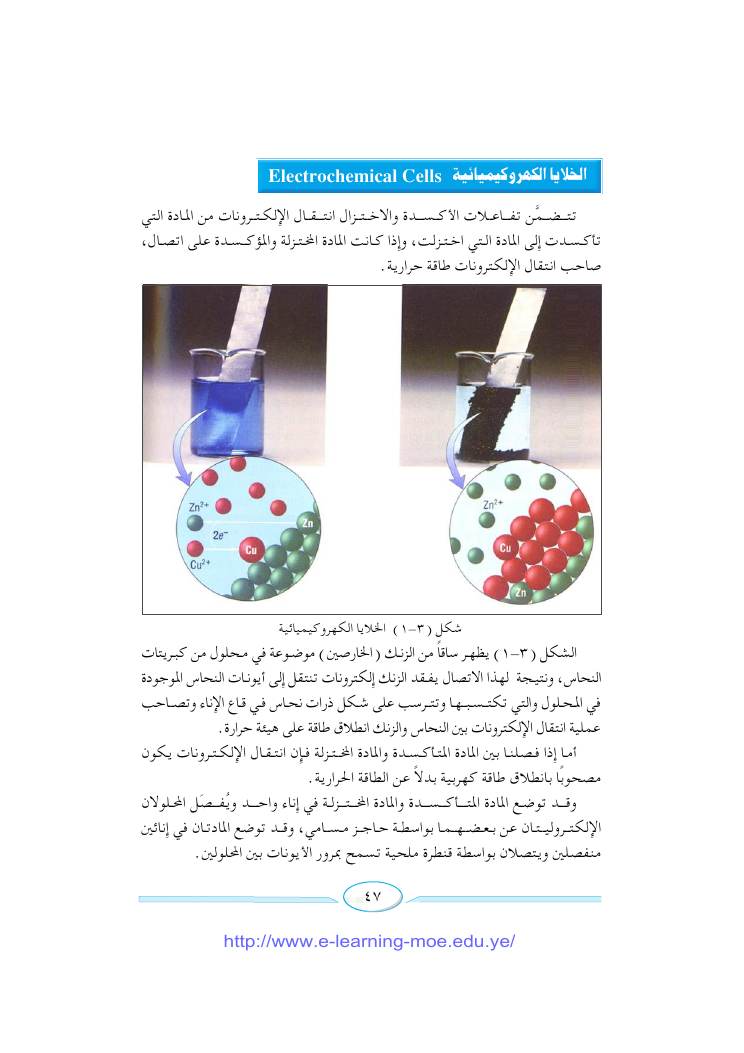 الخلايا الكهروكيميائية Electrochemical Cells
تتضمَّن تفاعلات الأكسدة والاختزال انتقال الإلكترونات من المادة التي
تأكسدت إلى المادة التي اختزلت، وإذا كانت المادة المختزلة والمؤكسدة على اتصال،
صاحب انتقال الإلكترونات طاقة حرارية.
Zn²⁺
Zn
2e⁻
Cu
Cu²⁺
Zn²⁺
Cu
Zn
شكل (٣-١) الخلايا الكهروكيميائية
الشكل (٣-١) يظهر ساقاً من الزنك (الخارصين) موضوعة في محلول من كبريتات
النحاس، ونتيجة لهذا الاتصال يفقد الزنك إلكترونات تنتقل إلى أيونات النحاس الموجودة
في المحلول والتي تكتسبها وتترسب على شكل ذرات نحاس في قاع الإناء وتصاحب
عملية انتقال الإلكترونات بين النحاس والزنك انطلاق طاقة على هيئة حرارة.
أما إذا فصلنا بين المادة المتأكسدة والمادة المختزلة فإن انتقال الإلكترونات يكون
مصحوبًا بانطلاق طاقة كهربية بدلاً عن الطاقة الحرارية.
وقد توضع المادة المتأكسدة والمادة المختزلة في إناء واحد ويُفصَل المحلولان
الإلكتروليتان عن بعضهما بواسطة حاجز مسامي، وقد توضع المادتان في إنائين
منفصلين ويتصلان بواسطة قنطرة ملحية تسمح بمرور الأيونات بين المحلولين.
٤٧
http://www.e-learning-moe.edu.ye/